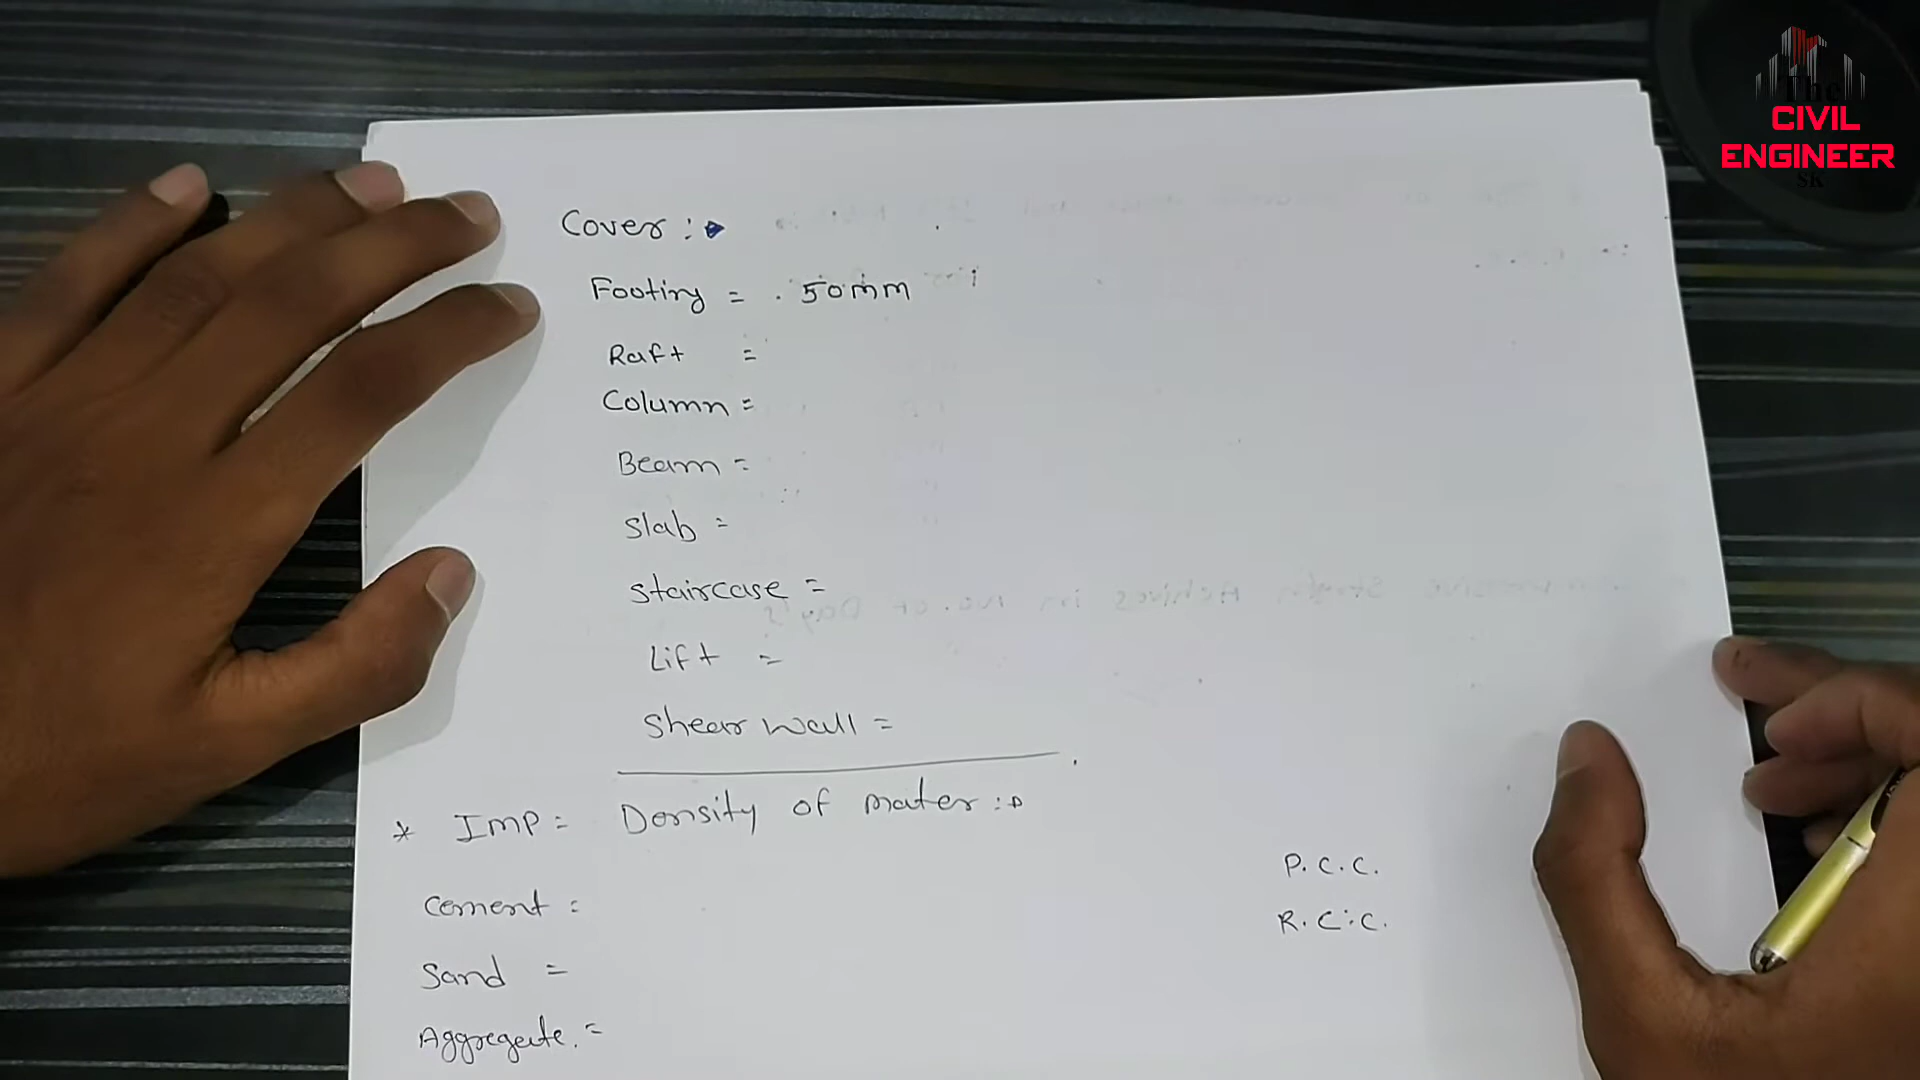 The
CIVIL
ENGINEER
SK
Cover :
Footing = 50mm
Raft =
Column =
Beam =
Slab =
Staircase =
Lift =
Shear Wall =
* IMP = Density of mater :
P.C.C.
R.C.C.
Cement =
Sand =
Aggregate. =